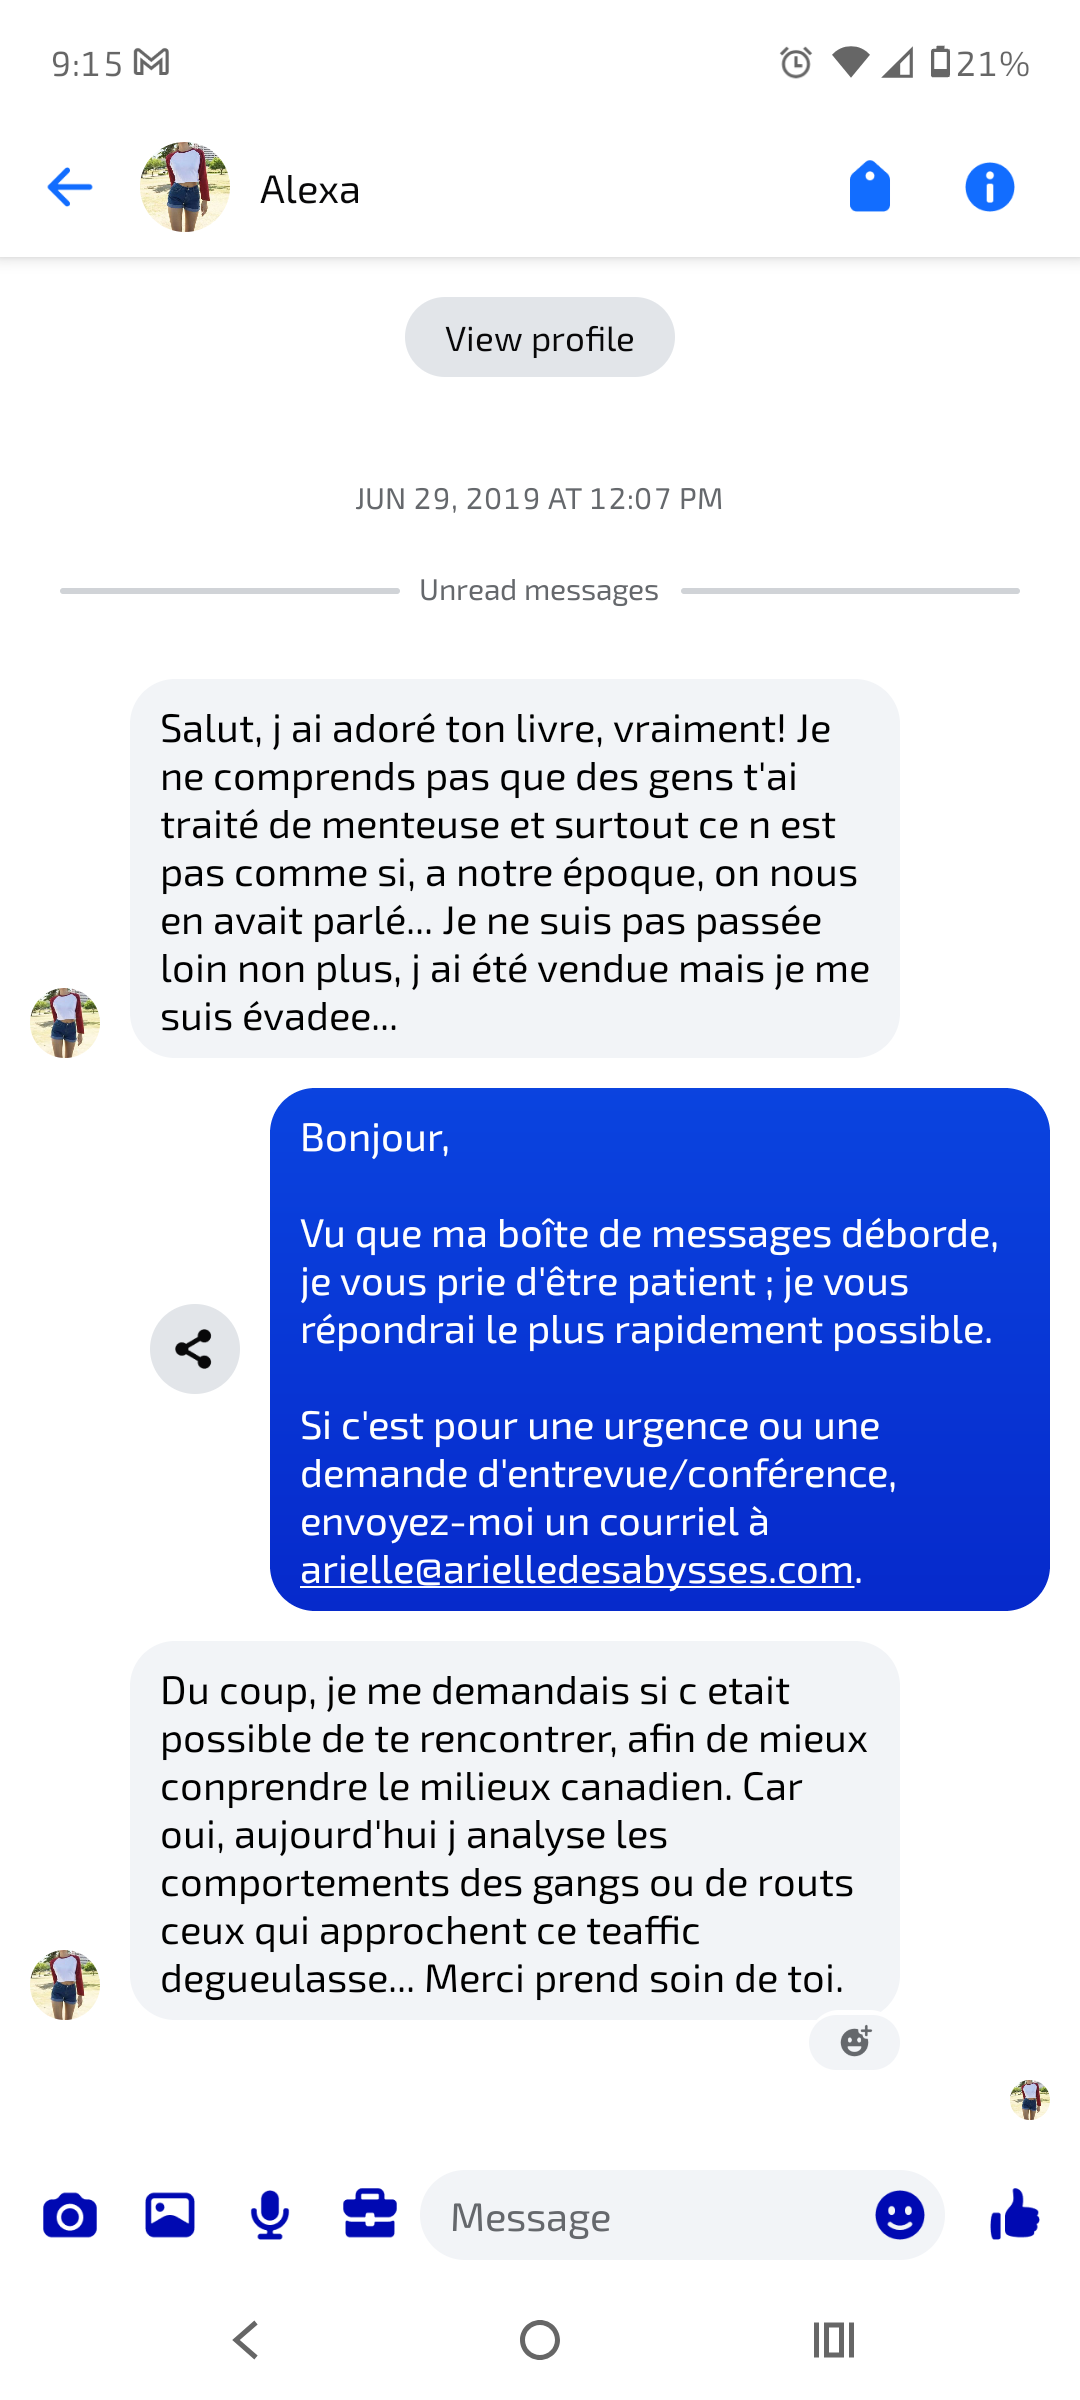 9:15 21%
Alexa
View profile
JUN 29, 2019 AT 12:07 PM
Unread messages
Salut, j ai adoré ton livre, vraiment! Je
ne comprends pas que des gens t'ai
traité de menteuse et surtout ce n est
pas comme si, a notre époque, on nous
en avait parlé... Je ne suis pas passée
loin non plus, j ai été vendue mais je me
suis évadee...
Bonjour,
Vu que ma boîte de messages déborde,
je vous prie d'être patient ; je vous
répondrai le plus rapidement possible.
Si c'est pour une urgence ou une
demande d'entrevue/conférence,
envoyez-moi un courriel à
arielle@arielledesabysses.com.
Du coup, je me demandais si c etait
possible de te rencontrer, afin de mieux
conprendre le milieux canadien. Car
oui, aujourd'hui j analyse les
comportements des gangs ou de routs
ceux qui approchent ce teaffic
degueulasse... Merci prend soin de toi.
Message